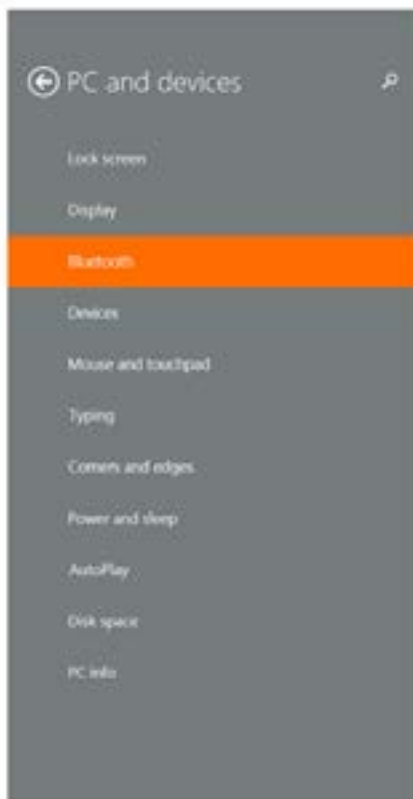 PC and devices
Lock screen
Display
Bluetooth
Devices
Mouse and touchpad
Typing
Corners and edges
Power and sleep
AutoPlay
Disk space
PC info